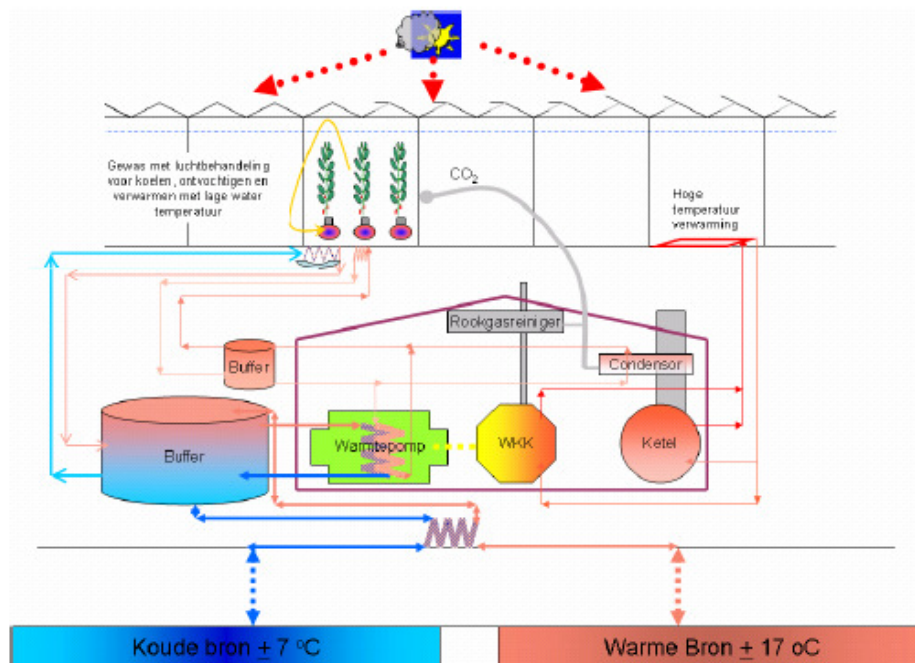 Gewas met luchtbehandeling
voor koelen, ontvochtigen en
verwarmen met lage water
temperatuur
CO2
Hoge
temperatuur
verwarming
Rookgasreiniger
Buffer
Condensor
Buffer
Warmtepomp
WKK
Ketel
Koude bron ± 7 °C
Warme Bron ± 17 oC